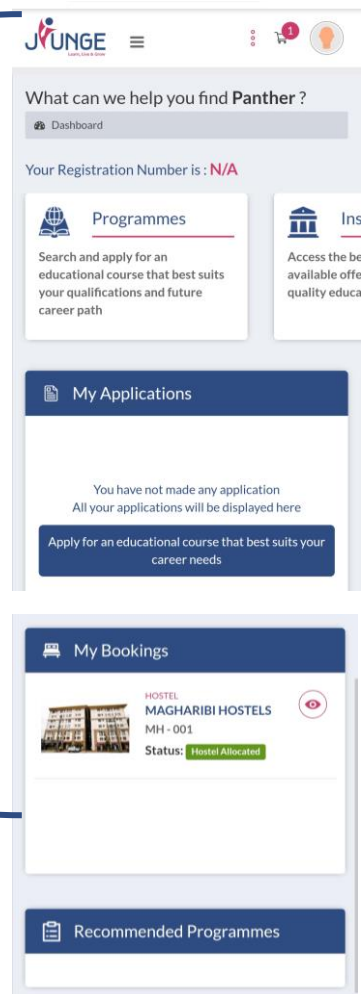 JYUNGE
Learn, Live & Grow
1
What can we help you find Panther ?
Dashboard
Your Registration Number is : N/A
Programmes
Search and apply for an
educational course that best suits
your qualifications and future
career path
Ins
Access the be
available offe
quality educa
My Applications
You have not made any application
All your applications will be displayed here
Apply for an educational course that best suits your
career needs
My Bookings
HOSTEL
MAGHARIBI HOSTELS
MH - 001
Status: Hostel Allocated
Recommended Programmes